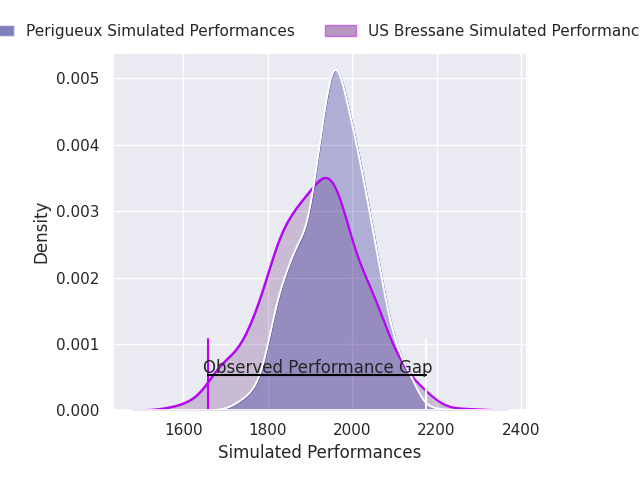 Perigueux Simulated Performances
US Bressane Simulated Performanc
0.005
0.004
0.003
0.002
0.001
0.000
Density
Observed Performance Gap
1600 1800 2000 2200 2400
Simulated Performances